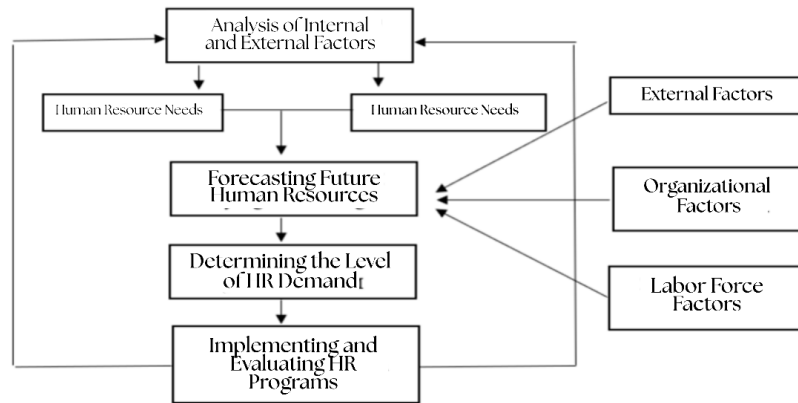 Analysis of Internal
and External Factors
Human Resource Needs
Human Resource Needs
External Factors
Forecasting Future
Human Resources
Organizational
Factors
Determining the Level
of HR Demand
Labor Force
Factors
Implementing and
Evaluating HR
Programs